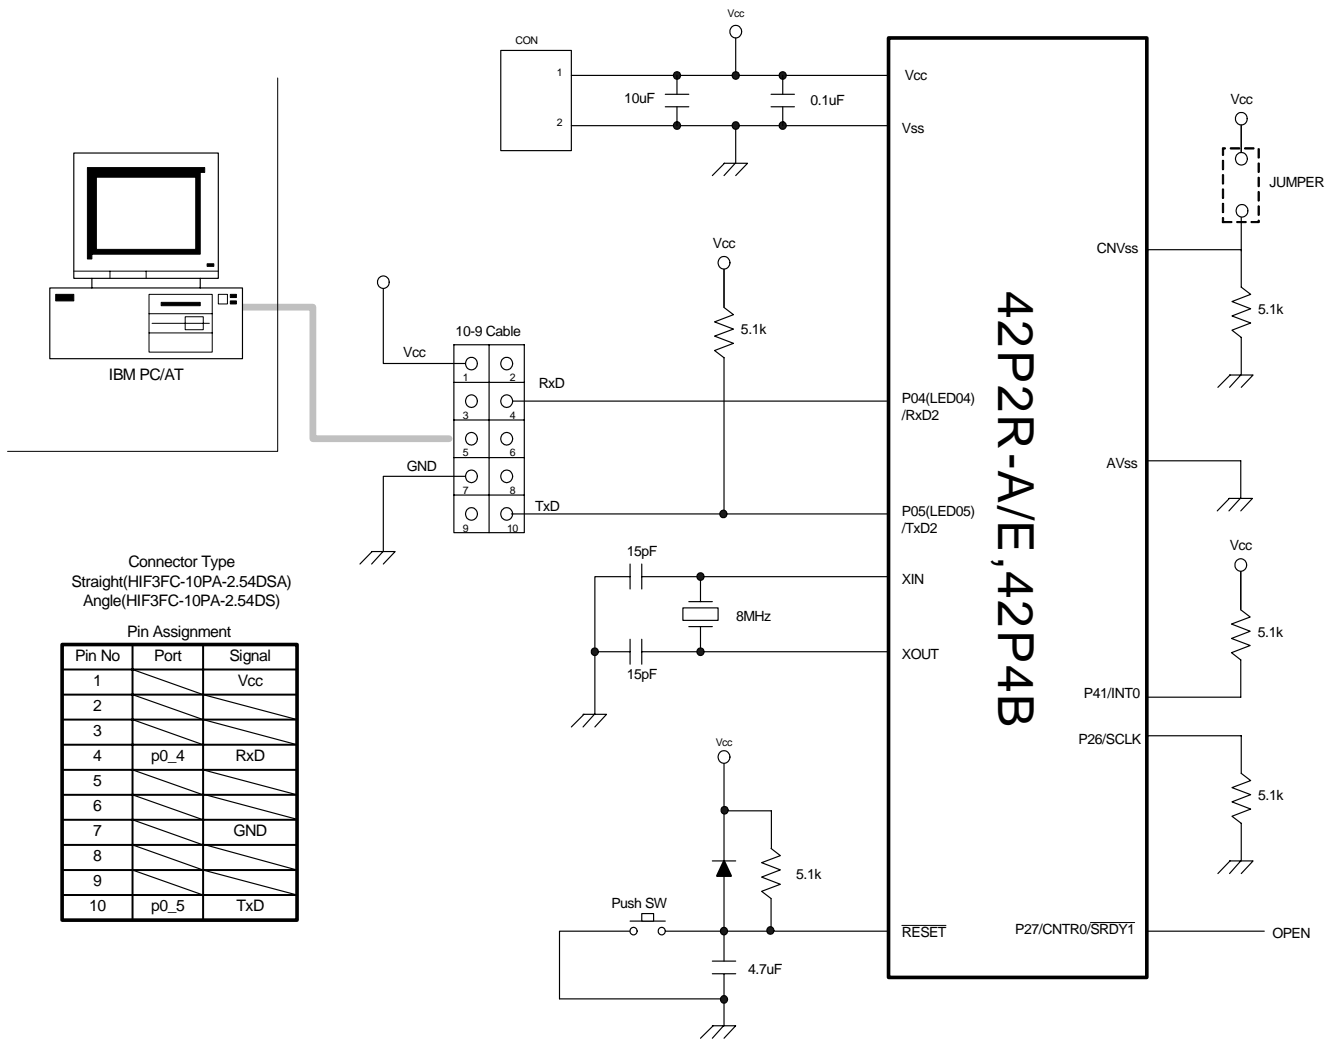 Vcc
CON
1
Vcc
10uF
0.1uF
2
Vss
Vcc
JUMPER
CNVss
5.1k
Vcc
5.1k
IBM PC/AT
10-9 Cable
Vcc
1
2
RxD
3
4
P04(LED04)
/RxD2
5
6
GND
7
8
TxD
9
10
P05(LED05)
/TxD2
AVss
42P2R-A/E,42P4B
15pF
XIN
8MHz
XOUT
15pF
Vcc
5.1k
P41/INT0
P26/SCLK
5.1k
Connector Type
Straight(HIF3FC-10PA-2.54DSA)
Angle(HIF3FC-10PA-2.54DS)
Pin Assignment
Pin No Port Signal
1 Vcc
2
3
4 p0_4 RxD
5
6
7 GND
8
9
10 p0_5 TxD
Vcc
5.1k
Push SW
RESET
4.7uF
P27/CNTR0/SRDY1
OPEN